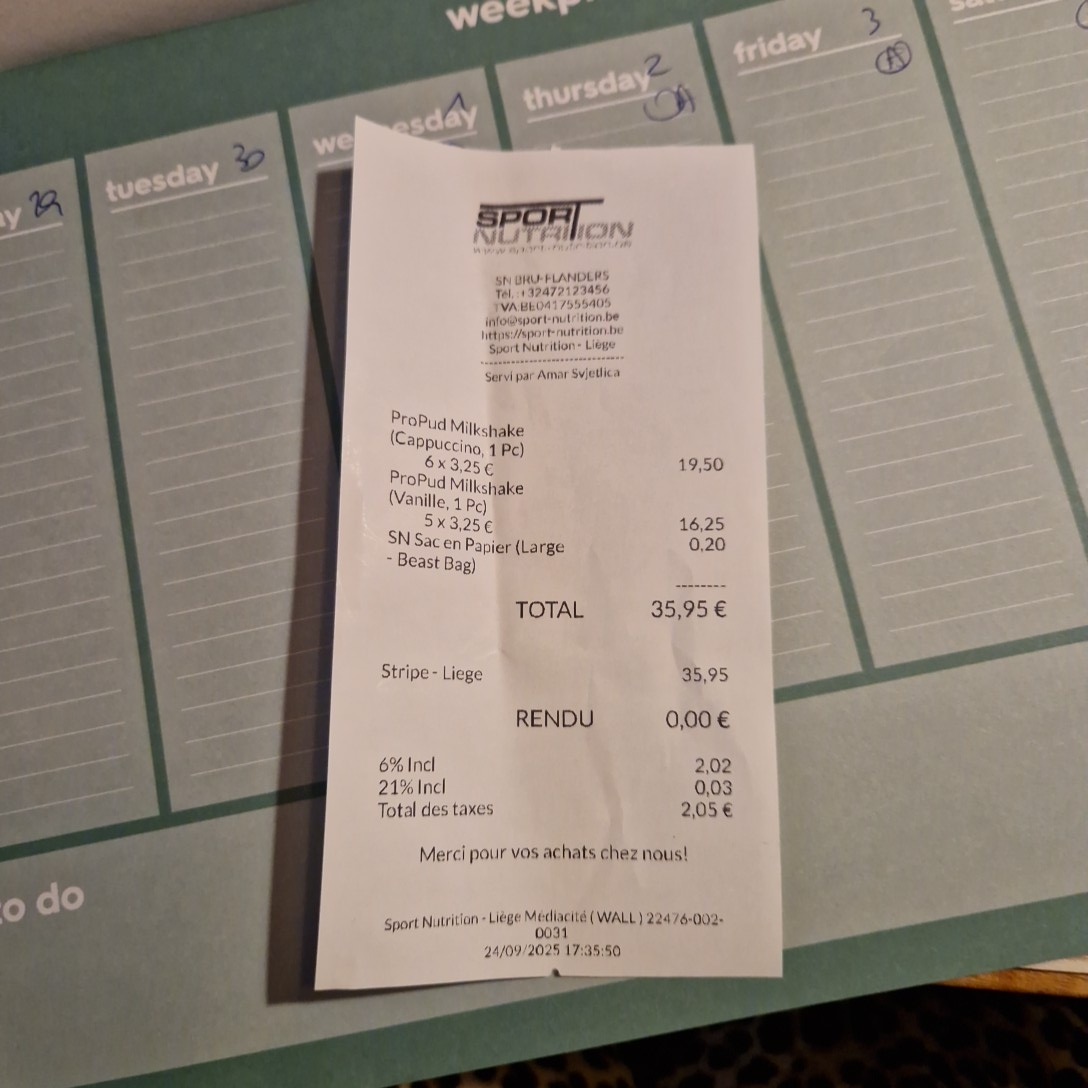 weekp
29
tuesday 30
wednesday 1
thursday 2
friday 3
A
SPORT
NUTRITION
www.sport-nutrition.be
SN BRU-FLANDERS
Tel.:+32472123456
TVA:BE0417555405
info@sport-nutrition.be
https://sport-nutrition.be
Sport Nutrition - Liège
Servi par Amar Svjetlica
ProPud Milkshake
(Cappuccino, 1 Pc)
6 x 3,25 € 19,50
ProPud Milkshake
(Vanille, 1 Pc)
5 x 3,25 € 16,25
SN Sac en Papier (Large 0,20
- Beast Bag)
TOTAL 35,95 €
Stripe - Liege 35,95
RENDU 0,00 €
6% Incl 2,02
21% Incl 0,03
Total des taxes 2,05 €
Merci pour vos achats chez nous!
Sport Nutrition - Liège Médiacité ( WALL ) 22476-002-
0031
24/09/2025 17:35:50
to do